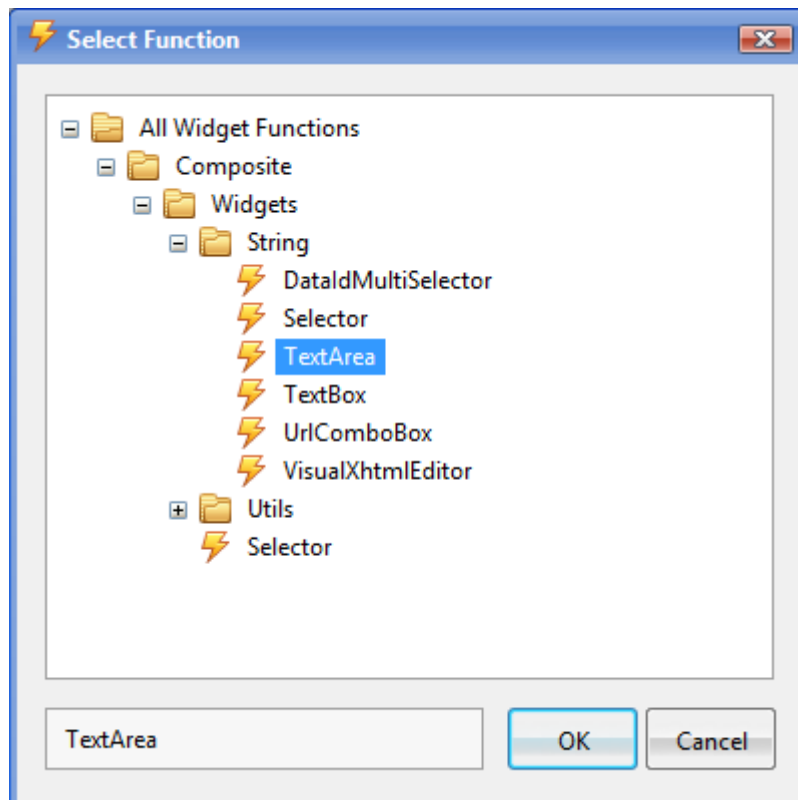 Select Function
All Widget Functions
Composite
Widgets
String
DataIdMultiSelector
Selector
TextArea
TextBox
UrlComboBox
VisualXhtmlEditor
Utils
Selector
TextArea
OK Cancel